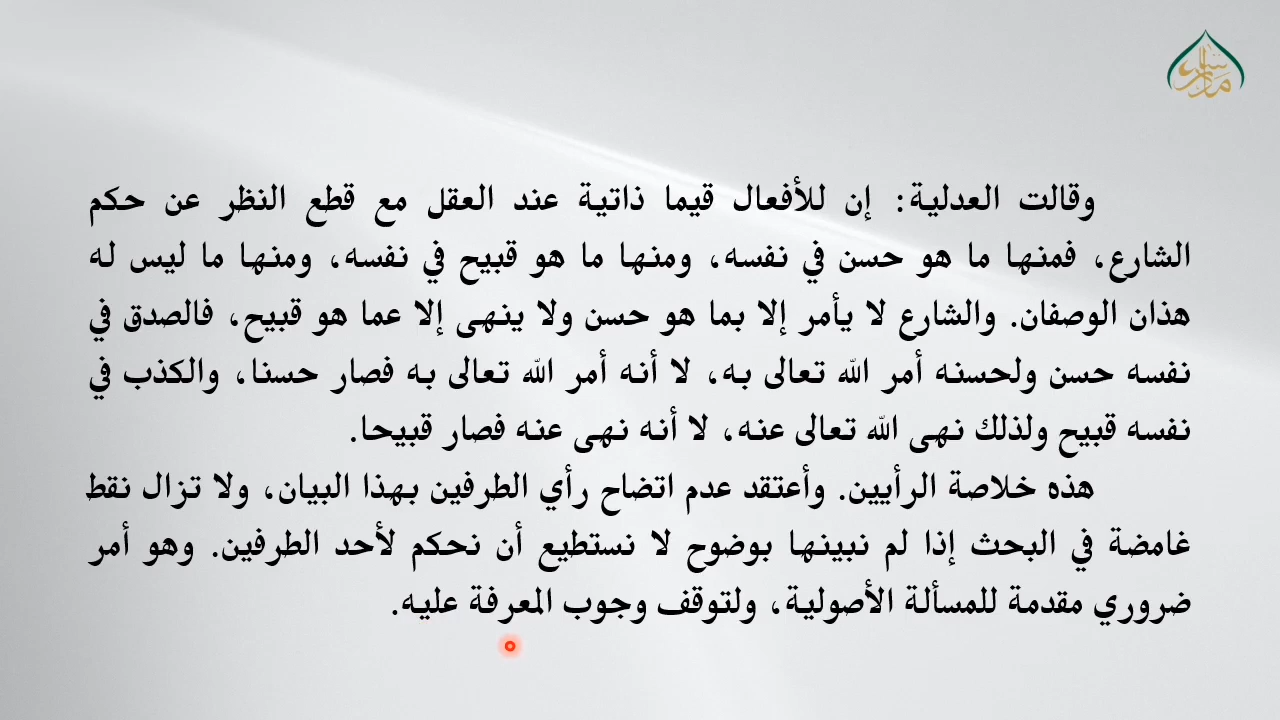 وقالت العدلية: إن للأفعال قيما ذاتية عند العقل مع قطع النظر عن حكم
الشارع، فمنها ما هو حسن في نفسه، ومنها ما هو قبيح في نفسه، ومنها ما ليس له
هذان الوصفان. والشارع لا يأمر إلا بما هو حسن ولا ينهى إلا عما هو قبيح، فالصدق في
نفسه حسن ولحسنه أمر الله تعالى به، لا أنه أمر الله تعالى به فصار حسنا، والكذب في
نفسه قبيح ولذلك نهى الله تعالى عنه، لا أنه نهى عنه فصار قبيحا.
هذه خلاصة الرأيين. وأعتقد عدم اتضاح رأي الطرفين بهذا البيان، ولا تزال نقط
غامضة في البحث إذا لم نبينها بوضوح لا نستطيع أن نحكم لأحد الطرفين. وهو أمر
ضروري مقدمة للمسألة الأصولية، ولتوقف وجوب المعرفة عليه.